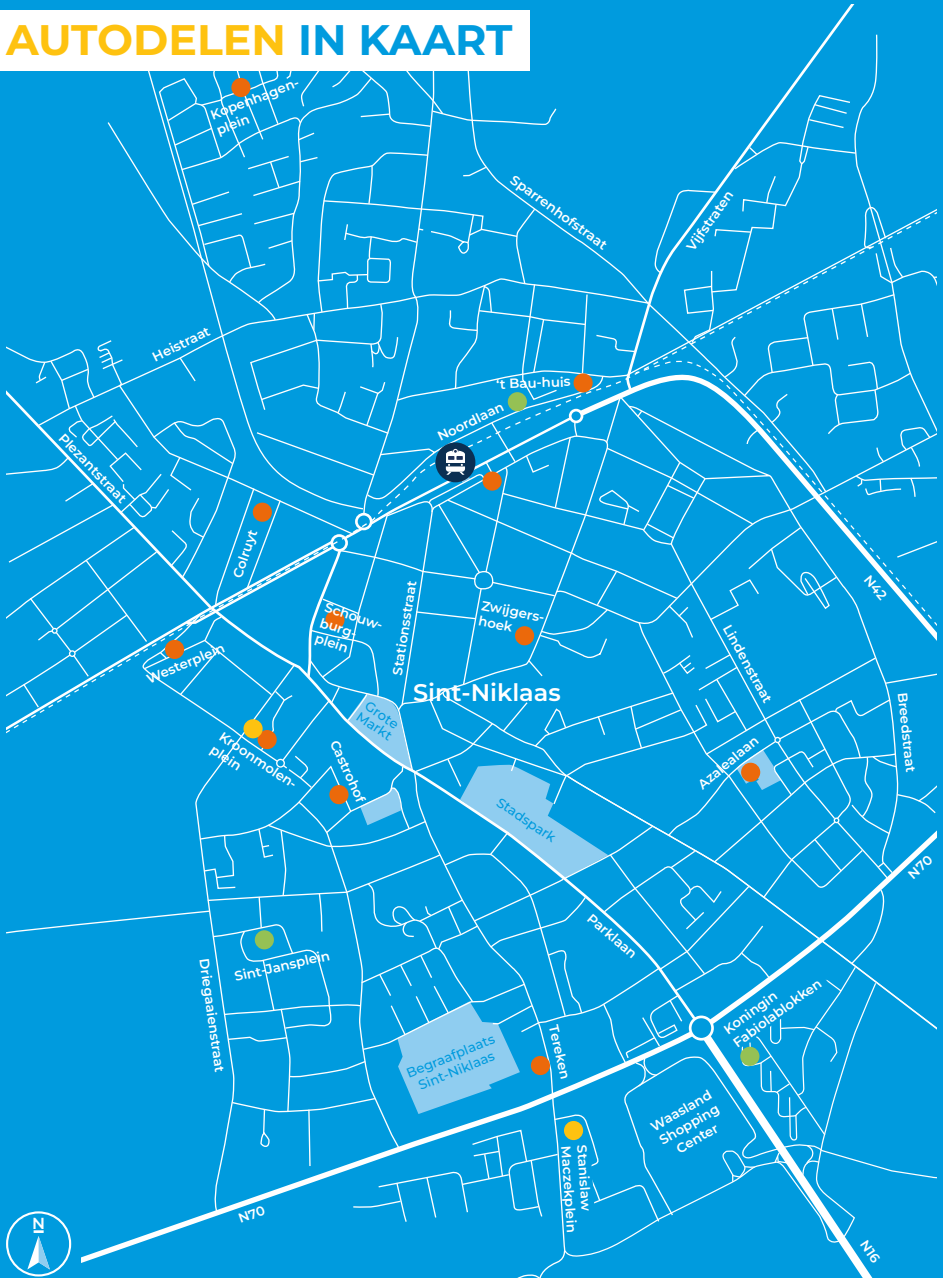 AUTODELEN IN KAART
Kopenhagen-
plein
Sparrenhofstraat
Vijfstraten
Heistraat
't Bau-huis
Noordlaan
Plezantstraat
Colruyt
N42
Stationsstraat
Schouw-
burg-
plein
Zwijgers-
hoek
Lindenstraat
Westerplein
Sint-Niklaas
Grote
Markt
Breedstraat
Kroonmolen-
plein
Castrohof
Azalealaan
Stadspark
N70
Parklaan
Sint-Jansplein
Driegaaienstraat
Koningin
Fabiolablokken
Begraafplaats
Sint-Niklaas
Tereken
Waasland
Shopping
Center
Stanislaw
Maczekplein
N70
N
N16